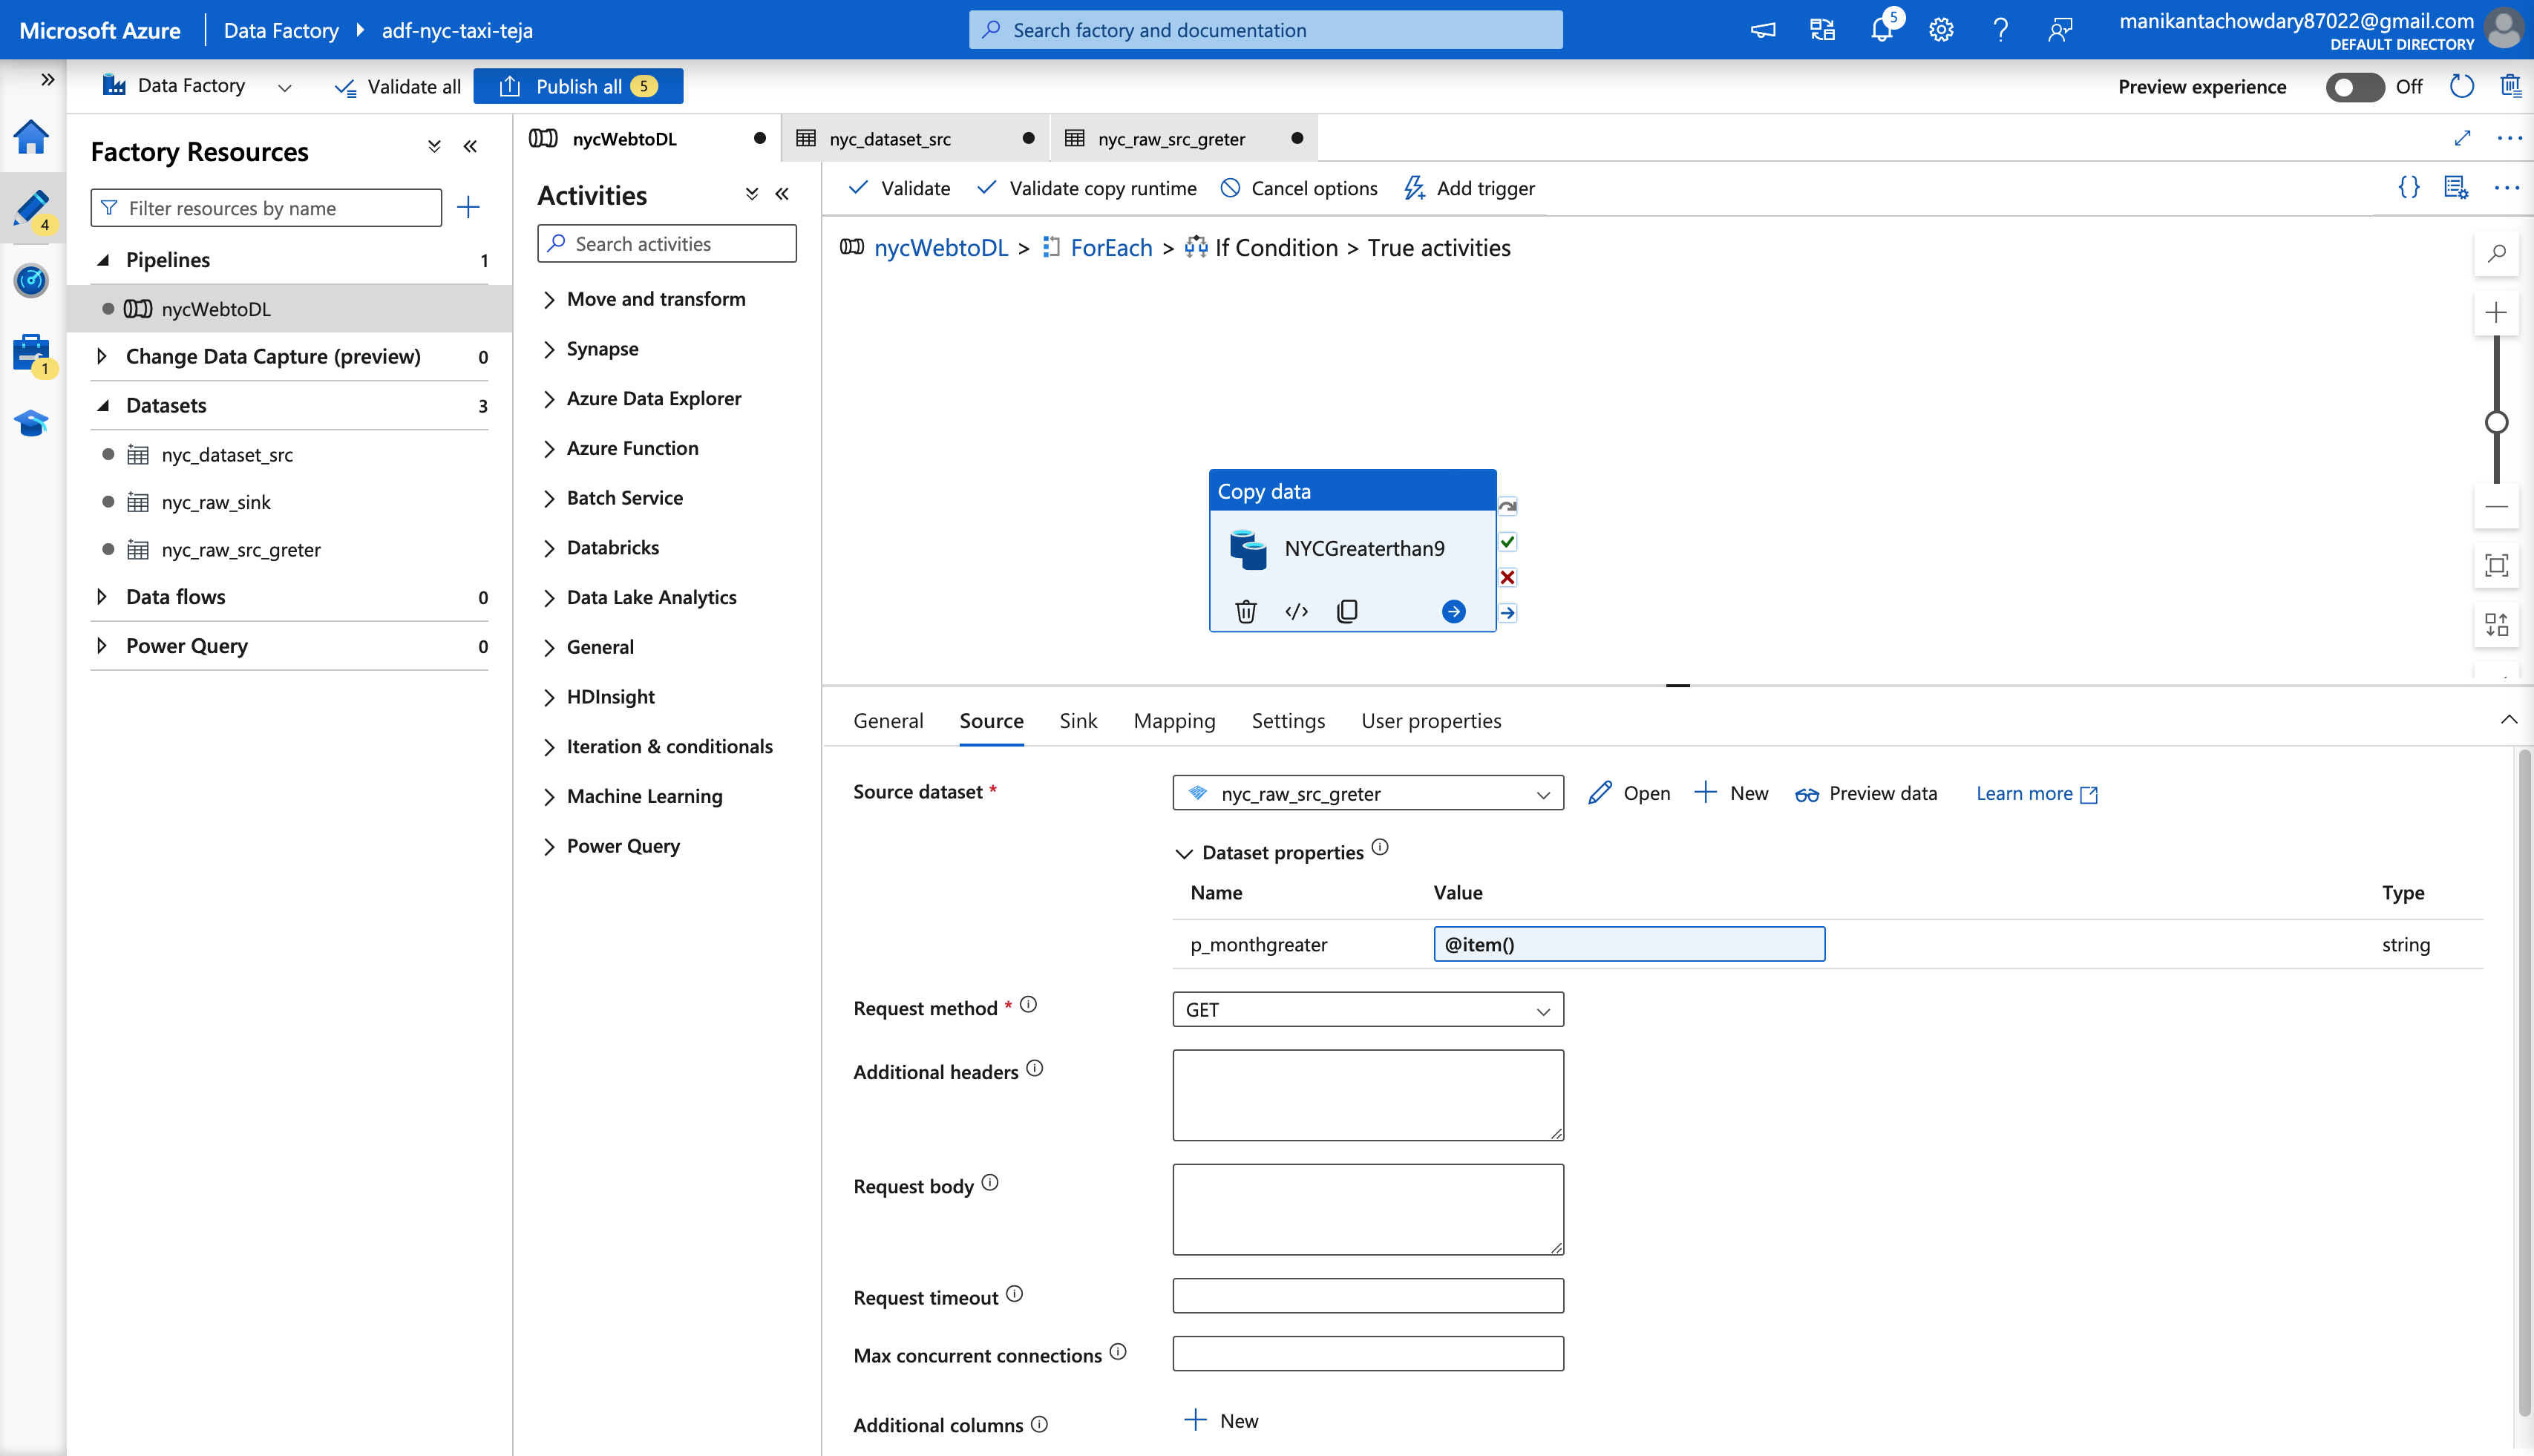 Microsoft Azure
Data Factory
adf-nyc-taxi-teja
Search factory and documentation
5
manikantachowdary87022@gmail.com
DEFAULT DIRECTORY
Data Factory
Validate all
Publish all
5
Preview experience
Off
4
1
Factory Resources
Filter resources by name
Pipelines
1
nycWebtoDL
Change Data Capture (preview)
0
Datasets
3
nyc_dataset_src
nyc_raw_sink
nyc_raw_src_greter
Data flows
0
Power Query
0
nycWebtoDL
nyc_dataset_src
nyc_raw_src_greter
Activities
Search activities
Move and transform
Synapse
Azure Data Explorer
Azure Function
Batch Service
Databricks
Data Lake Analytics
General
HDInsight
Iteration & conditionals
Machine Learning
Power Query
Validate
Validate copy runtime
Cancel options
Add trigger
nycWebtoDL > ForEach > If Condition > True activities
Copy data
NYCGreaterthan9
General
Source
Sink
Mapping
Settings
User properties
Source dataset *
nyc_raw_src_greter
Open
New
Preview data
Learn more
Dataset properties
Name
Value
Type
p_monthgreater
@item()
string
Request method *
GET
Additional headers
Request body
Request timeout
Max concurrent connections
Additional columns
New